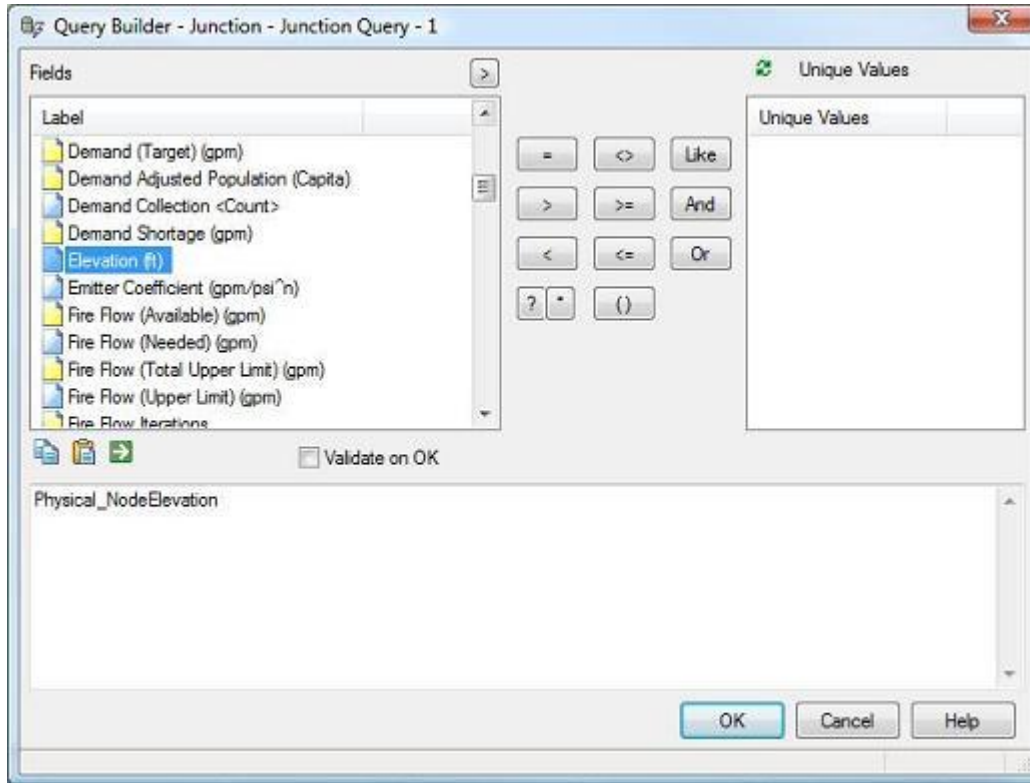 Query Builder - Junction - Junction Query - 1
Fields
>
Unique Values
Label
Unique Values
Demand (Target) (gpm)
Demand Adjusted Population (Capita)
Demand Collection <Count>
Demand Shortage (gpm)
Elevation (ft)
Emitter Coefficient (gpm/psi^n)
Fire Flow (Available) (gpm)
Fire Flow (Needed) (gpm)
Fire Flow (Total Upper Limit) (gpm)
Fire Flow (Upper Limit) (gpm)
Fire Flow Iterations
= <> Like
> >= And
< <= Or
? * ()
Validate on OK
Physical_NodeElevation
OK Cancel Help